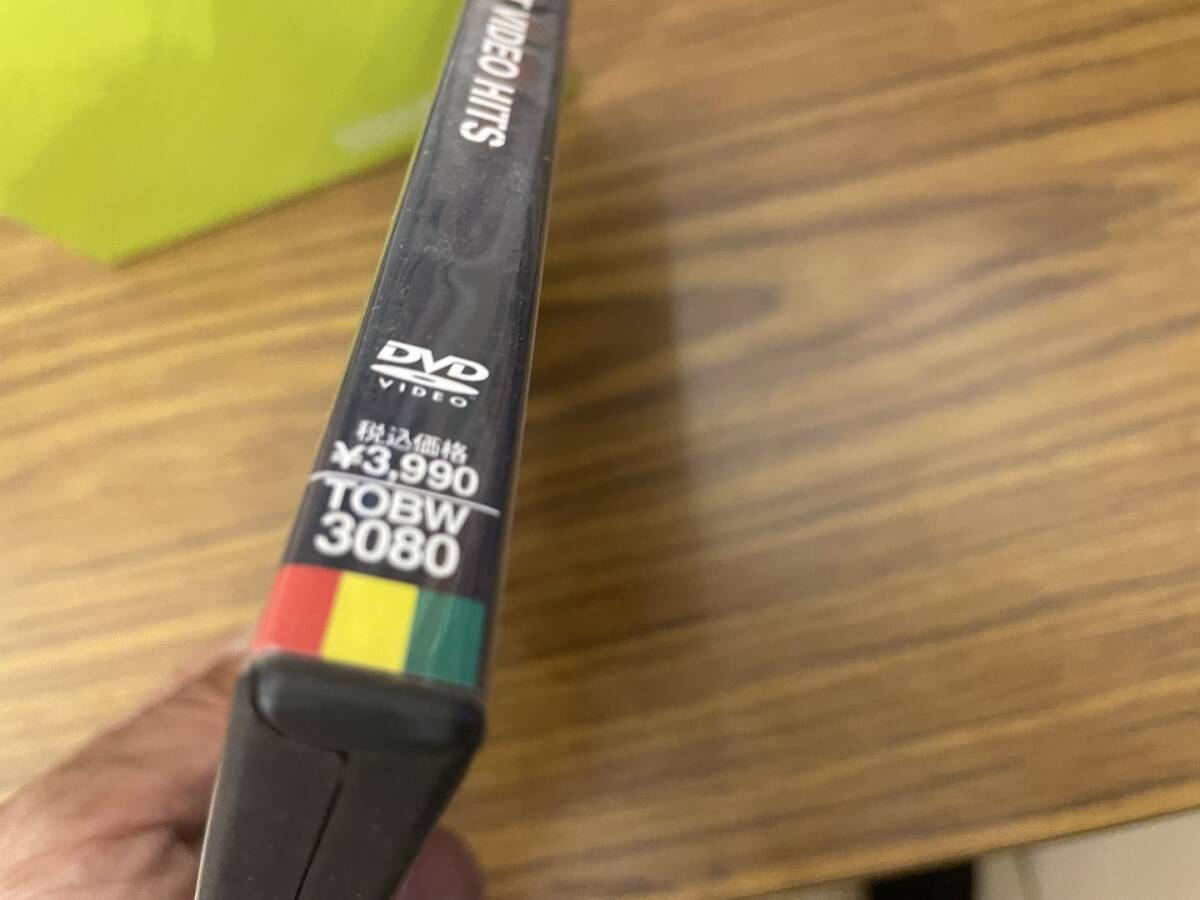 T VIDEO HITS
DVD
VIDEO
税込価格
¥3,990
TOBW
3080